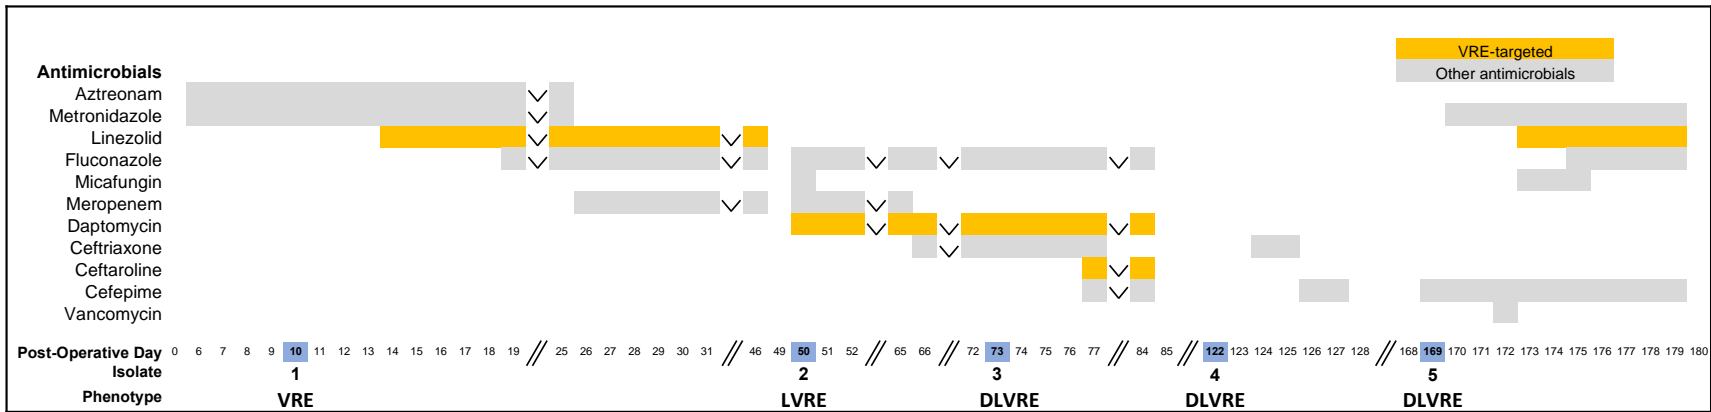 VRE-targeted
Antimicrobials
Other antimicrobials
Aztreonam
Metronidazole
Linezolid
Fluconazole
Micafungin
Meropenem
Daptomycin
Ceftriaxone
Ceftaroline
Cefepime
Vancomycin
Post-Operative Day 0 6 7 8 9 10 11 12 13 14 15 16 17 18 19 // 25 26 27 28 29 30 31 // 46 49 50 51 52 // 65 66 // 72 73 74 75 76 77 // 84 85 // 122 123 124 125 126 127 128 // 168 169 170 171 172 173 174 175 176 177 178 179 180
Isolate 1 2 3 4 5
Phenotype VRE LVRE DLVRE DLVRE DLVRE